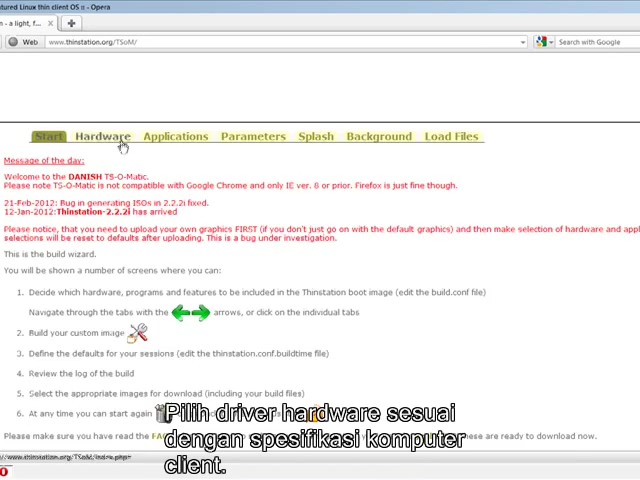 tured Linux thin client OS :: - Opera
n - a light, f
Web www.thinstation.org/TSoM/ Search with Google
Start Hardware Applications Parameters Splash Background Load Files
Message of the day:
Welcome to the DANISH TS-O-Matic.
Please note TS-O-Matic is not compatible with Google Chrome and only IE ver. 8 or prior. Firefox is just fine though.
21-Feb-2012: Bug in generating ISOs in 2.2.2i fixed.
12-Jan-2012:Thinstation-2.2.2i has arrived
Please notice, that you need to upload your own graphics FIRST (if you don't just go on with the default graphics) and then make selection of hardware and appl
selections will be reset to defaults after uploading. This is a bug under investigation.
This is the build wizard.
You will be shown a number of screens where you can:
1. Decide which hardware, programs and features to be included in the Thinstation boot image (edit the build.conf file)
Navigate through the tabs with the arrows, or click on the individual tabs
2. Build your custom image
3. Define the defaults for your sessions (edit the thinstation.conf.buildtime file)
4. Review the log of the build
5. Select the appropriate images for download (including your build files)
6. At any time you can start again
Please make sure you have read the FA these are ready to download now.
Pilih driver hardware sesuai
dengan spesifikasi komputer
client.